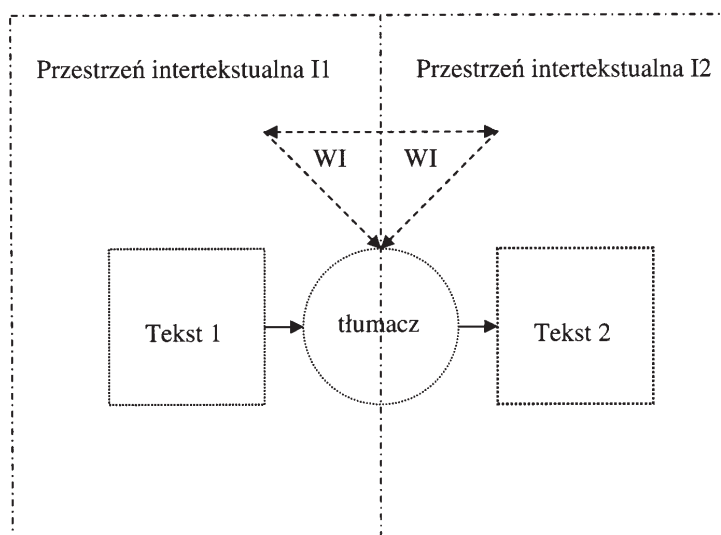 Przestrzeń intertekstualna I1
Przestrzeń intertekstualna I2
WI
WI
Tekst 1
tłumacz
Tekst 2